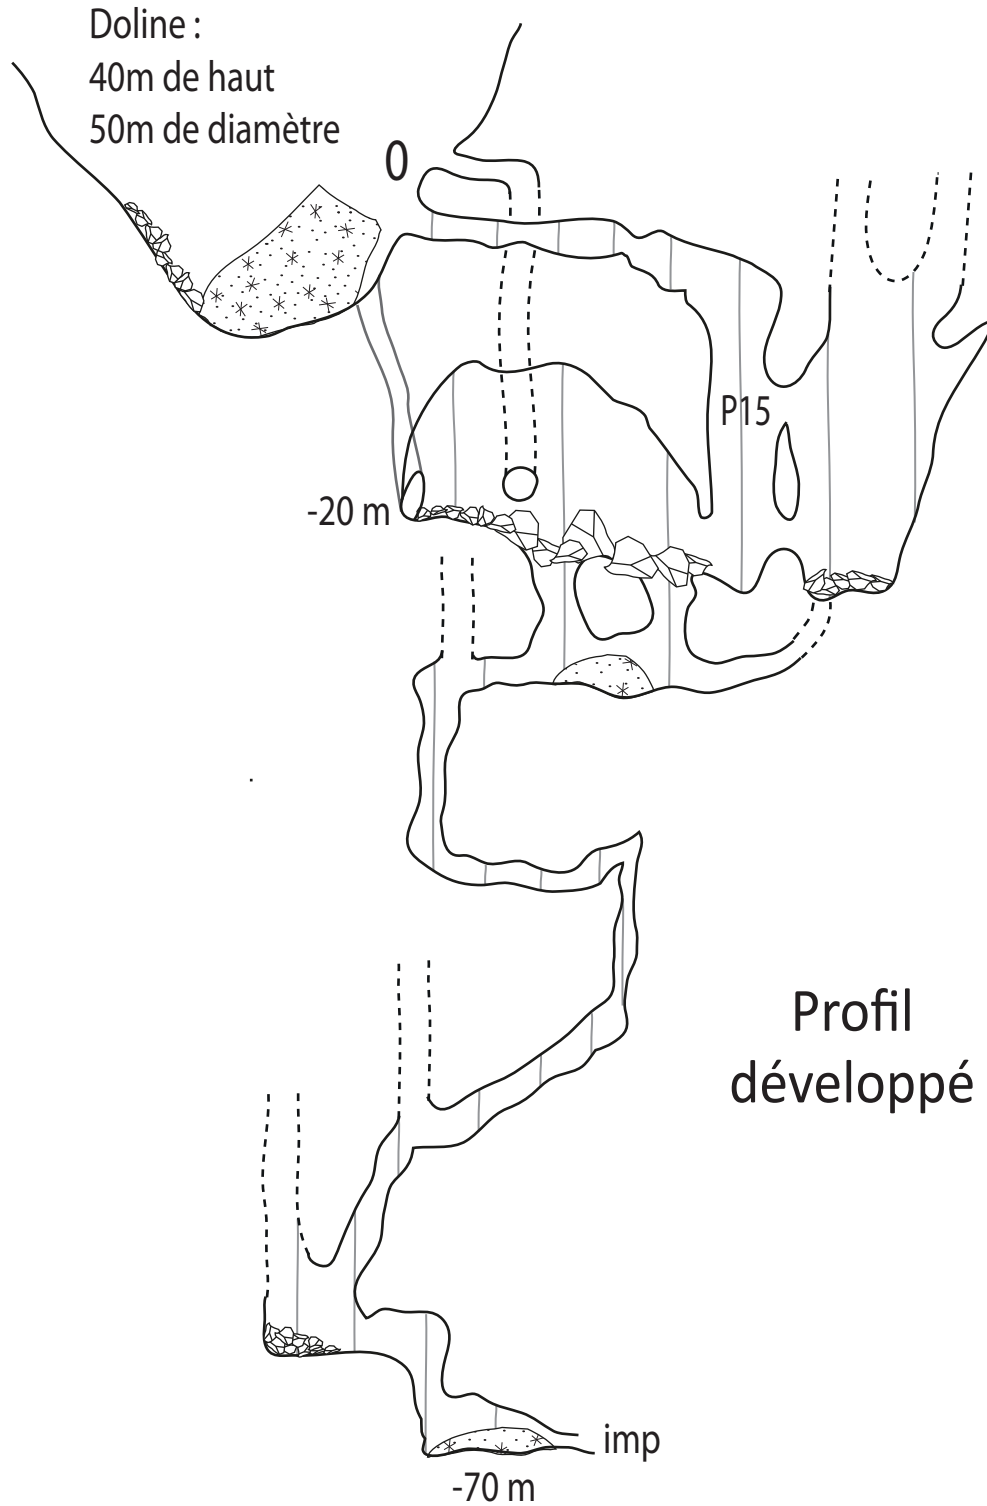 Doline :
40m de haut
50m de diamètre
0
P15
-20 m
Profil
développé
imp
-70 m